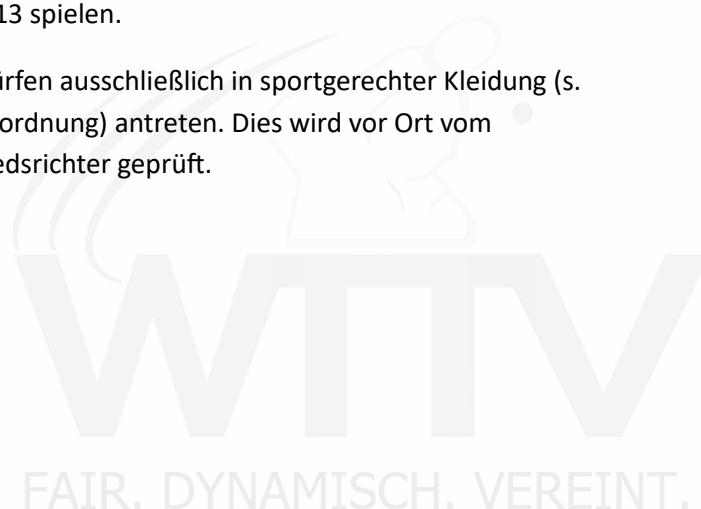 13 spielen.
ürfen ausschließlich in sportgerechter Kleidung (s.
ordnung) antreten. Dies wird vor Ort vom
edsrichter geprüft.
WTTV
FAIR. DYNAMISCH. VEREINT.